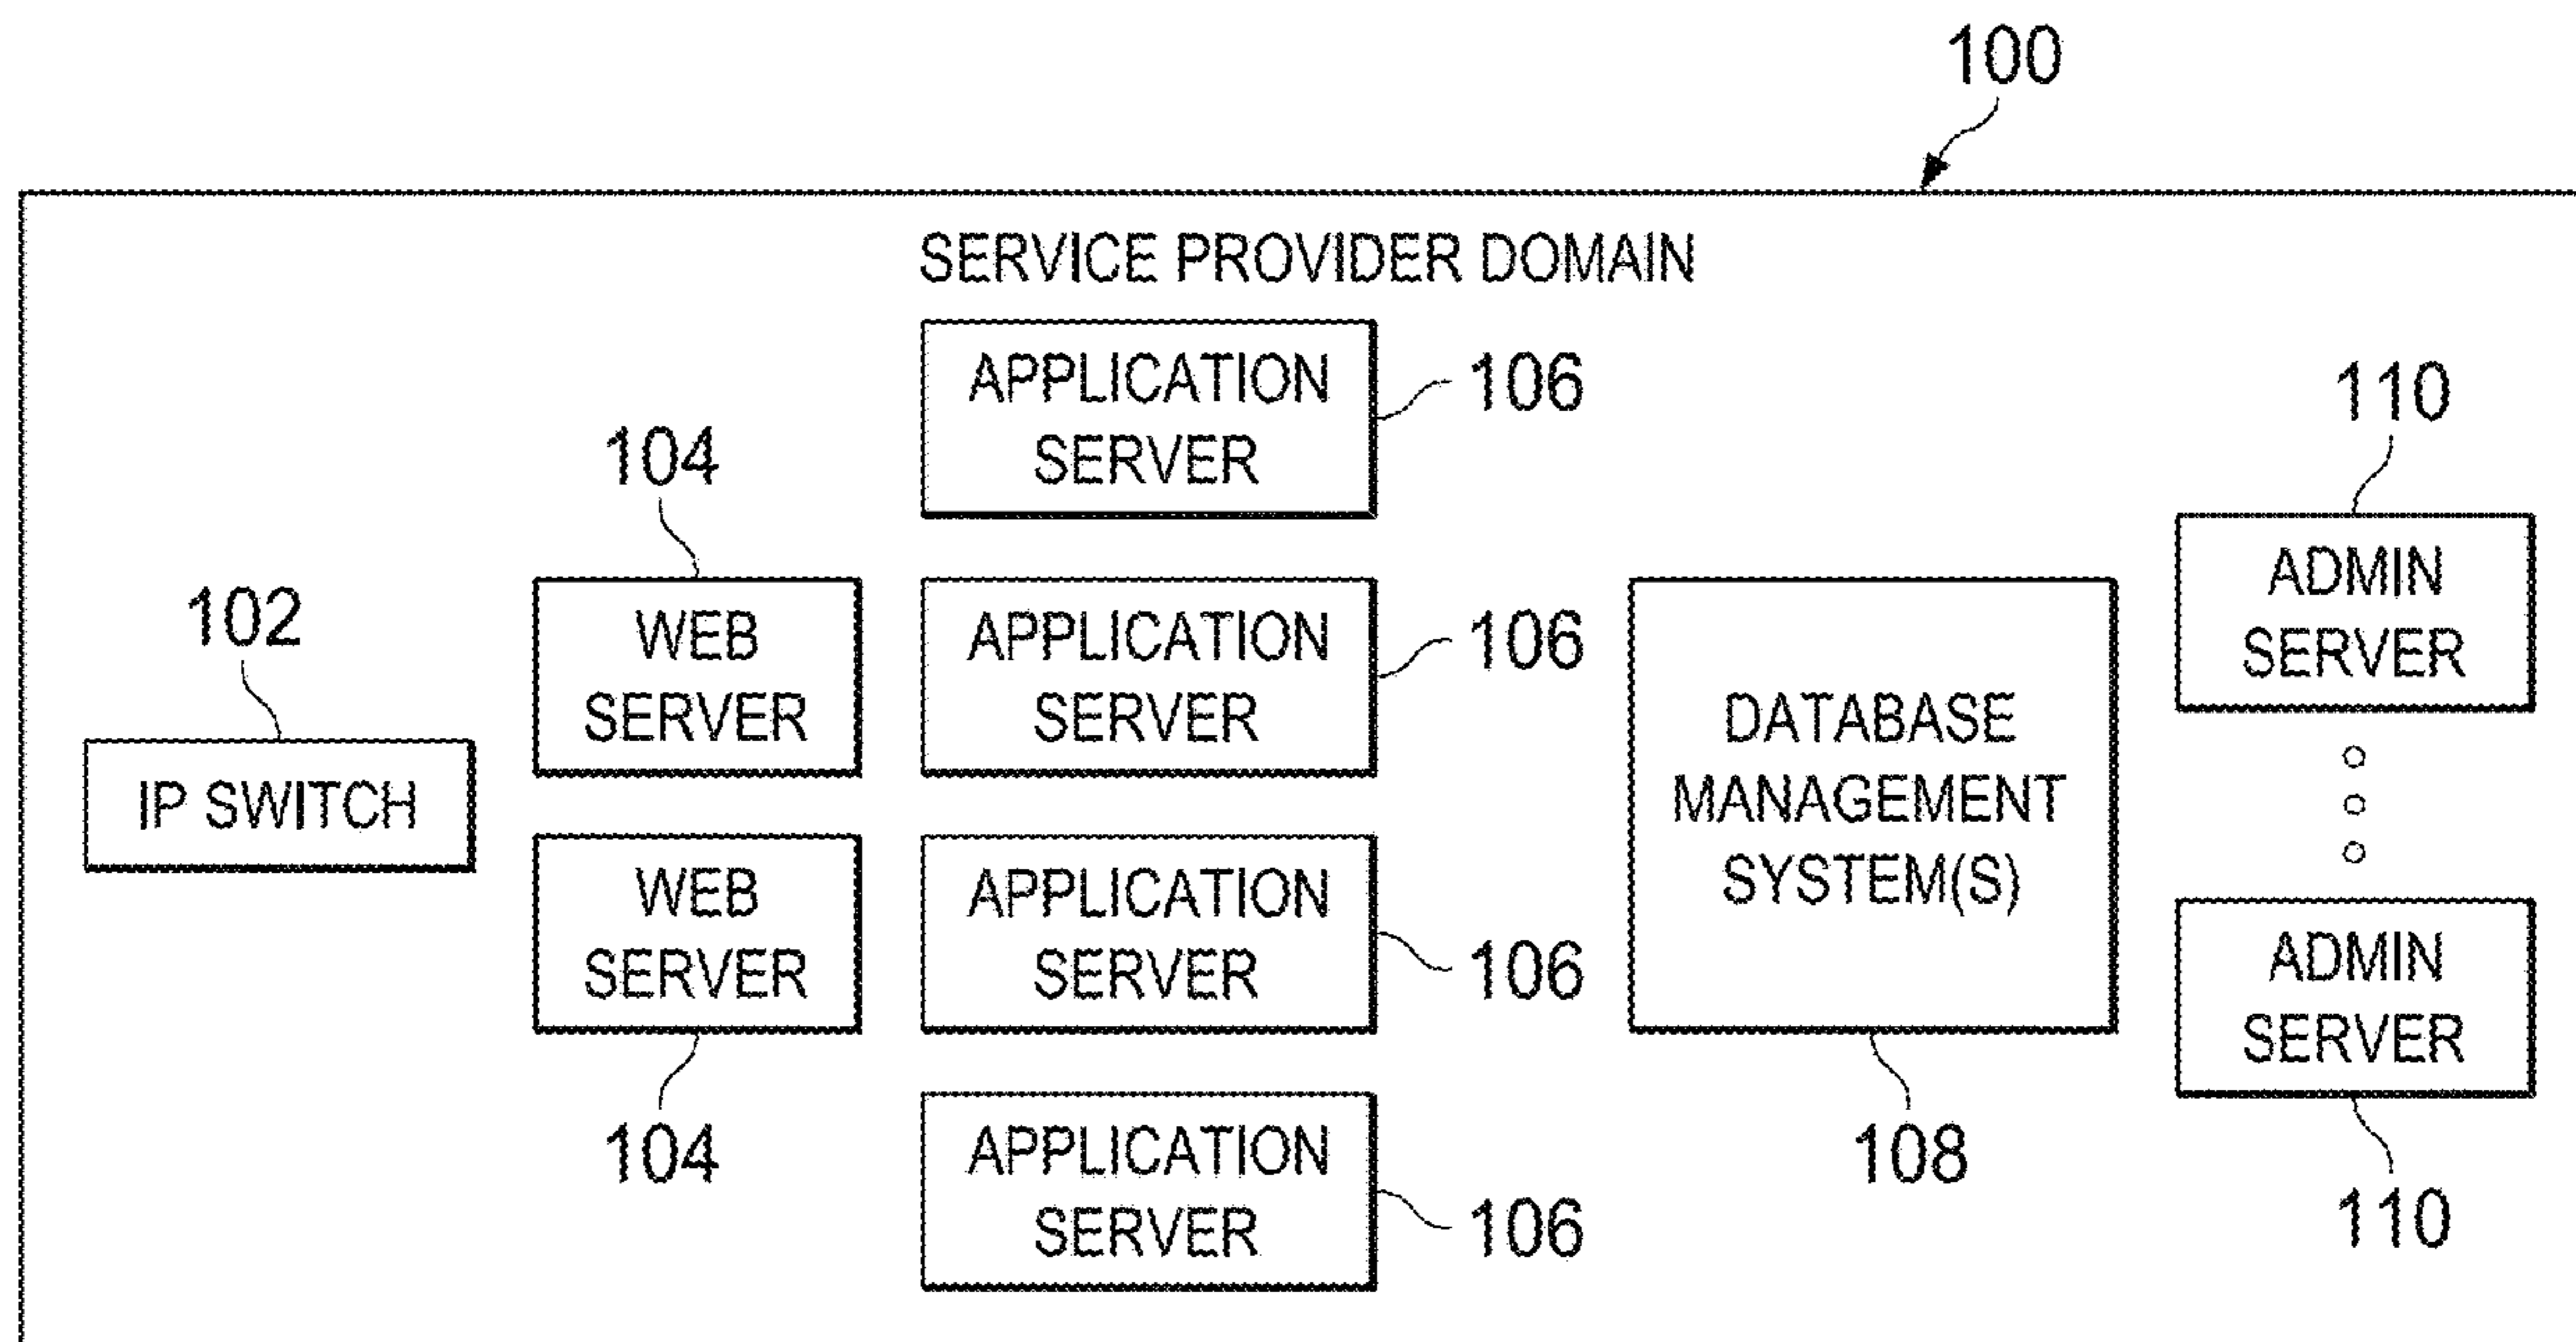 100
SERVICE PROVIDER DOMAIN
APPLICATION
SERVER
106
110
104
ADMIN
SERVER
102
WEB
SERVER
APPLICATION
SERVER
106
IP SWITCH
DATABASE
MANAGEMENT
SYSTEM(S)
WEB
SERVER
104
APPLICATION
SERVER
106
ADMIN
SERVER
110
108
APPLICATION
SERVER
106